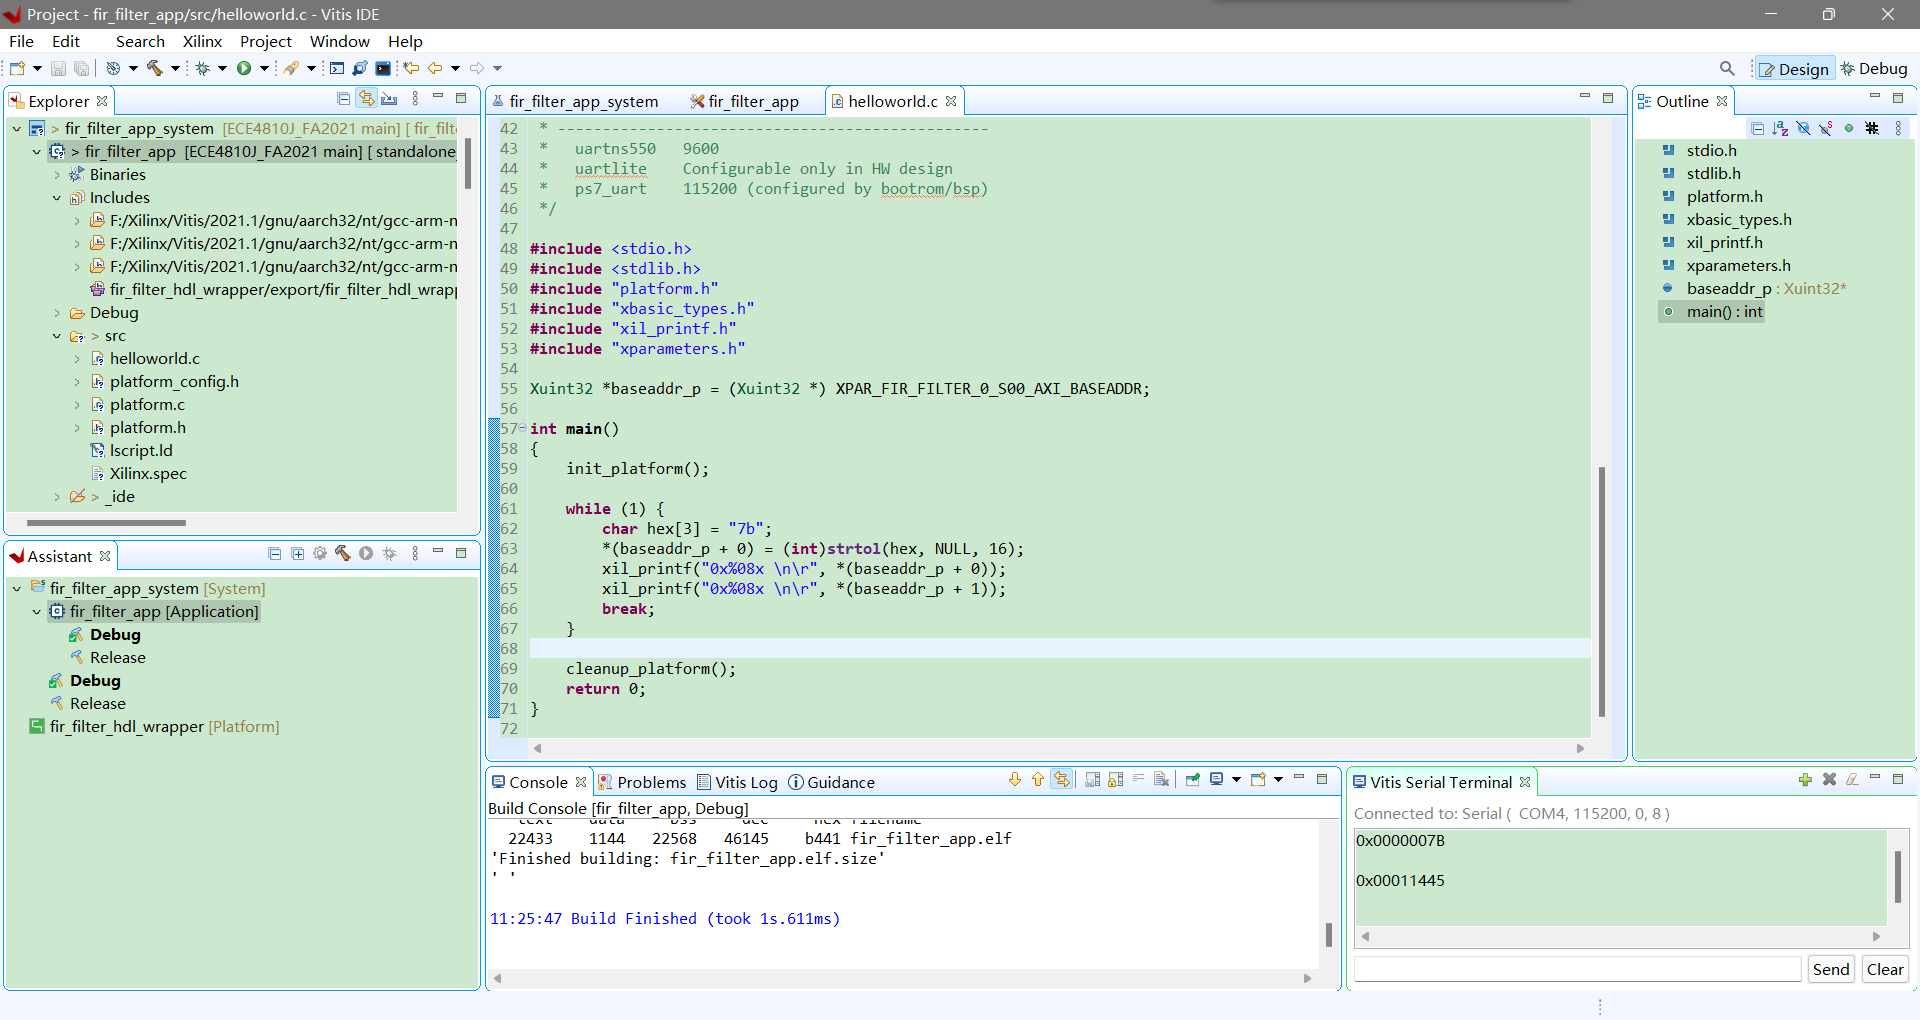 Project - fir_filter_app/src/helloworld.c - Vitis IDE
File Edit Search Xilinx Project Window Help
Design Debug
Explorer
> fir_filter_app_system [ECE4810J_FA2021 main] [ fir_filt
> fir_filter_app [ECE4810J_FA2021 main] [ standalone_
Binaries
Includes
F:/Xilinx/Vitis/2021.1/gnu/aarch32/nt/gcc-arm-n
F:/Xilinx/Vitis/2021.1/gnu/aarch32/nt/gcc-arm-n
F:/Xilinx/Vitis/2021.1/gnu/aarch32/nt/gcc-arm-n
fir_filter_hdl_wrapper/export/fir_filter_hdl_wrapp
Debug
> src
helloworld.c
platform_config.h
platform.c
platform.h
lscript.ld
Xilinx.spec
> _ide
Assistant
fir_filter_app_system [System]
fir_filter_app [Application]
Debug
Release
Debug
Release
fir_filter_hdl_wrapper [Platform]
fir_filter_app_system fir_filter_app helloworld.c
42 * ------------------------------------------------
43 *   uartns550   9600
44 *   uartlite    Configurable only in HW design
45 *   ps7_uart    115200 (configured by bootrom/bsp)
46 */
47
48 #include <stdio.h>
49 #include <stdlib.h>
50 #include "platform.h"
51 #include "xbasic_types.h"
52 #include "xil_printf.h"
53 #include "xparameters.h"
54
55 Xuint32 *baseaddr_p = (Xuint32 *) XPAR_FIR_FILTER_0_S00_AXI_BASEADDR;
56
57 int main()
58 {
59     init_platform();
60
61     while (1) {
62         char hex[3] = "7b";
63         *(baseaddr_p + 0) = (int)strtol(hex, NULL, 16);
64         xil_printf("0x%08x \n\r", *(baseaddr_p + 0));
65         xil_printf("0x%08x \n\r", *(baseaddr_p + 1));
66         break;
67     }
68
69     cleanup_platform();
70     return 0;
71 }
72
Outline
stdio.h
stdlib.h
platform.h
xbasic_types.h
xil_printf.h
xparameters.h
baseaddr_p : Xuint32*
main() : int
Console Problems Vitis Log Guidance
Build Console [fir_filter_app, Debug]
text data bss dec hex filename
22433 1144 22568 46145 b441 fir_filter_app.elf
'Finished building: fir_filter_app.elf.size'
' '
11:25:47 Build Finished (took 1s.611ms)
Vitis Serial Terminal
Connected to: Serial ( COM4, 115200, 0, 8 )
0x0000007B
0x00011445
Send Clear